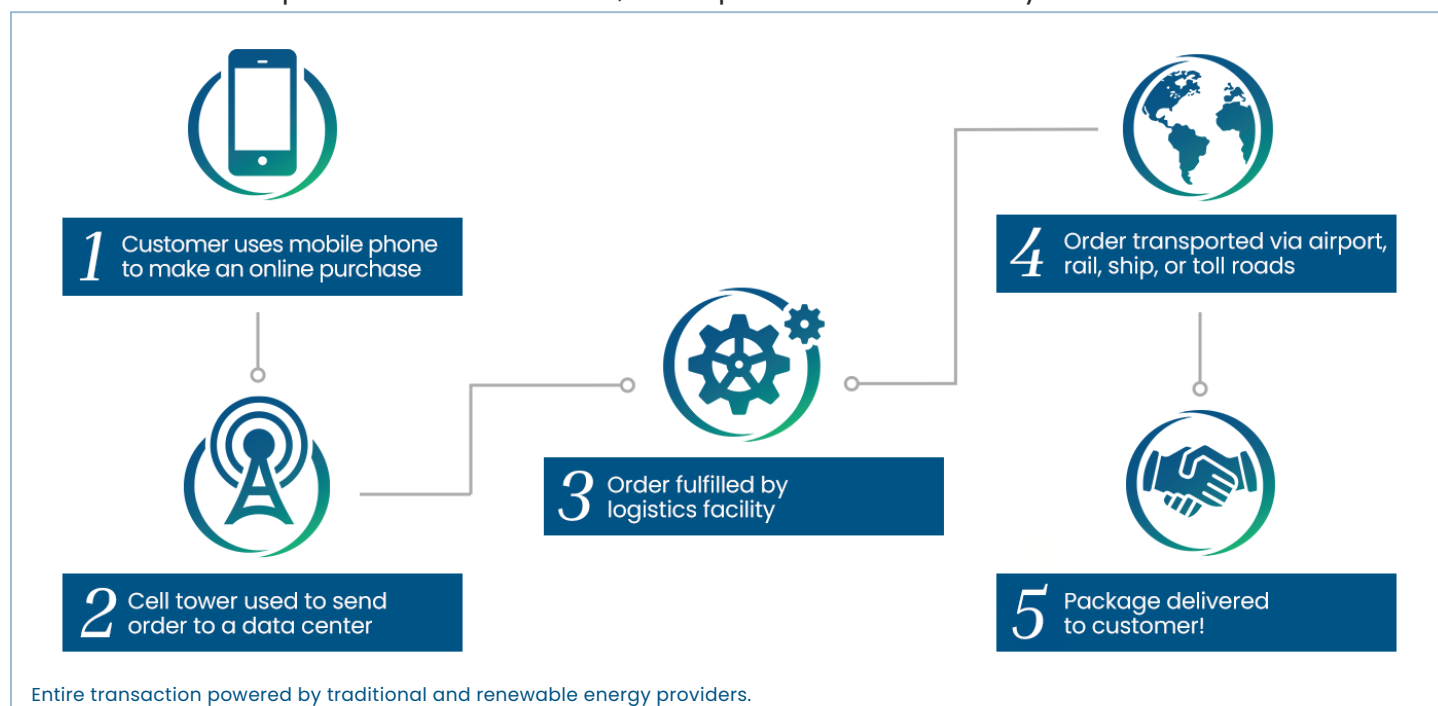 1
Customer uses mobile phone
to make an online purchase
2
Cell tower used to send
order to a data center
3
Order fulfilled by
logistics facility
4
Order transported via airport,
rail, ship, or toll roads
5
Package delivered
to customer!
Entire transaction powered by traditional and renewable energy providers.